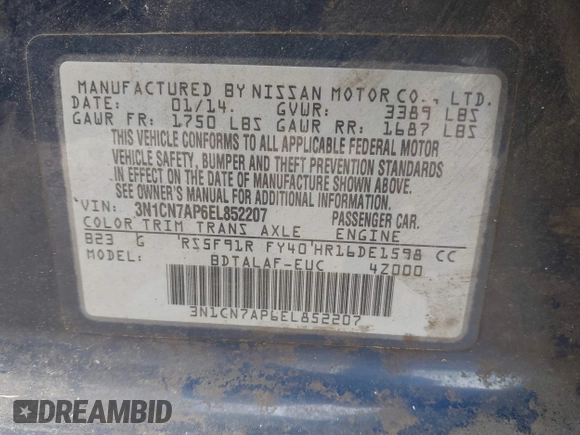 MANUFACTURED BY NISSAN MOTOR CO., LTD.
DATE: 01/14. GVWR: 3389 LBS
GAWR FR: 1750 LBS GAWR RR: 1687 LBS
THIS VEHICLE CONFORMS TO ALL APPLICABLE FEDERAL MOTOR
VEHICLE SAFETY, BUMPER AND THEFT PREVENTION STANDARDS
IN EFFECT ON THE DATE OF MANUFACTURE SHOWN ABOVE.
SEE OWNER'S MANUAL FOR ADDITIONAL INFORMATION.
VIN: 3N1CN7AP6EL852207 PASSENGER CAR.
COLOR TRIM TRANS AXLE ENGINE
B23 G RS5F91R FY40 HR16DE1598 CC
MODEL: BDTALAF-EUC 4Z000
3N1CN7AP6EL852207
DREAMBID